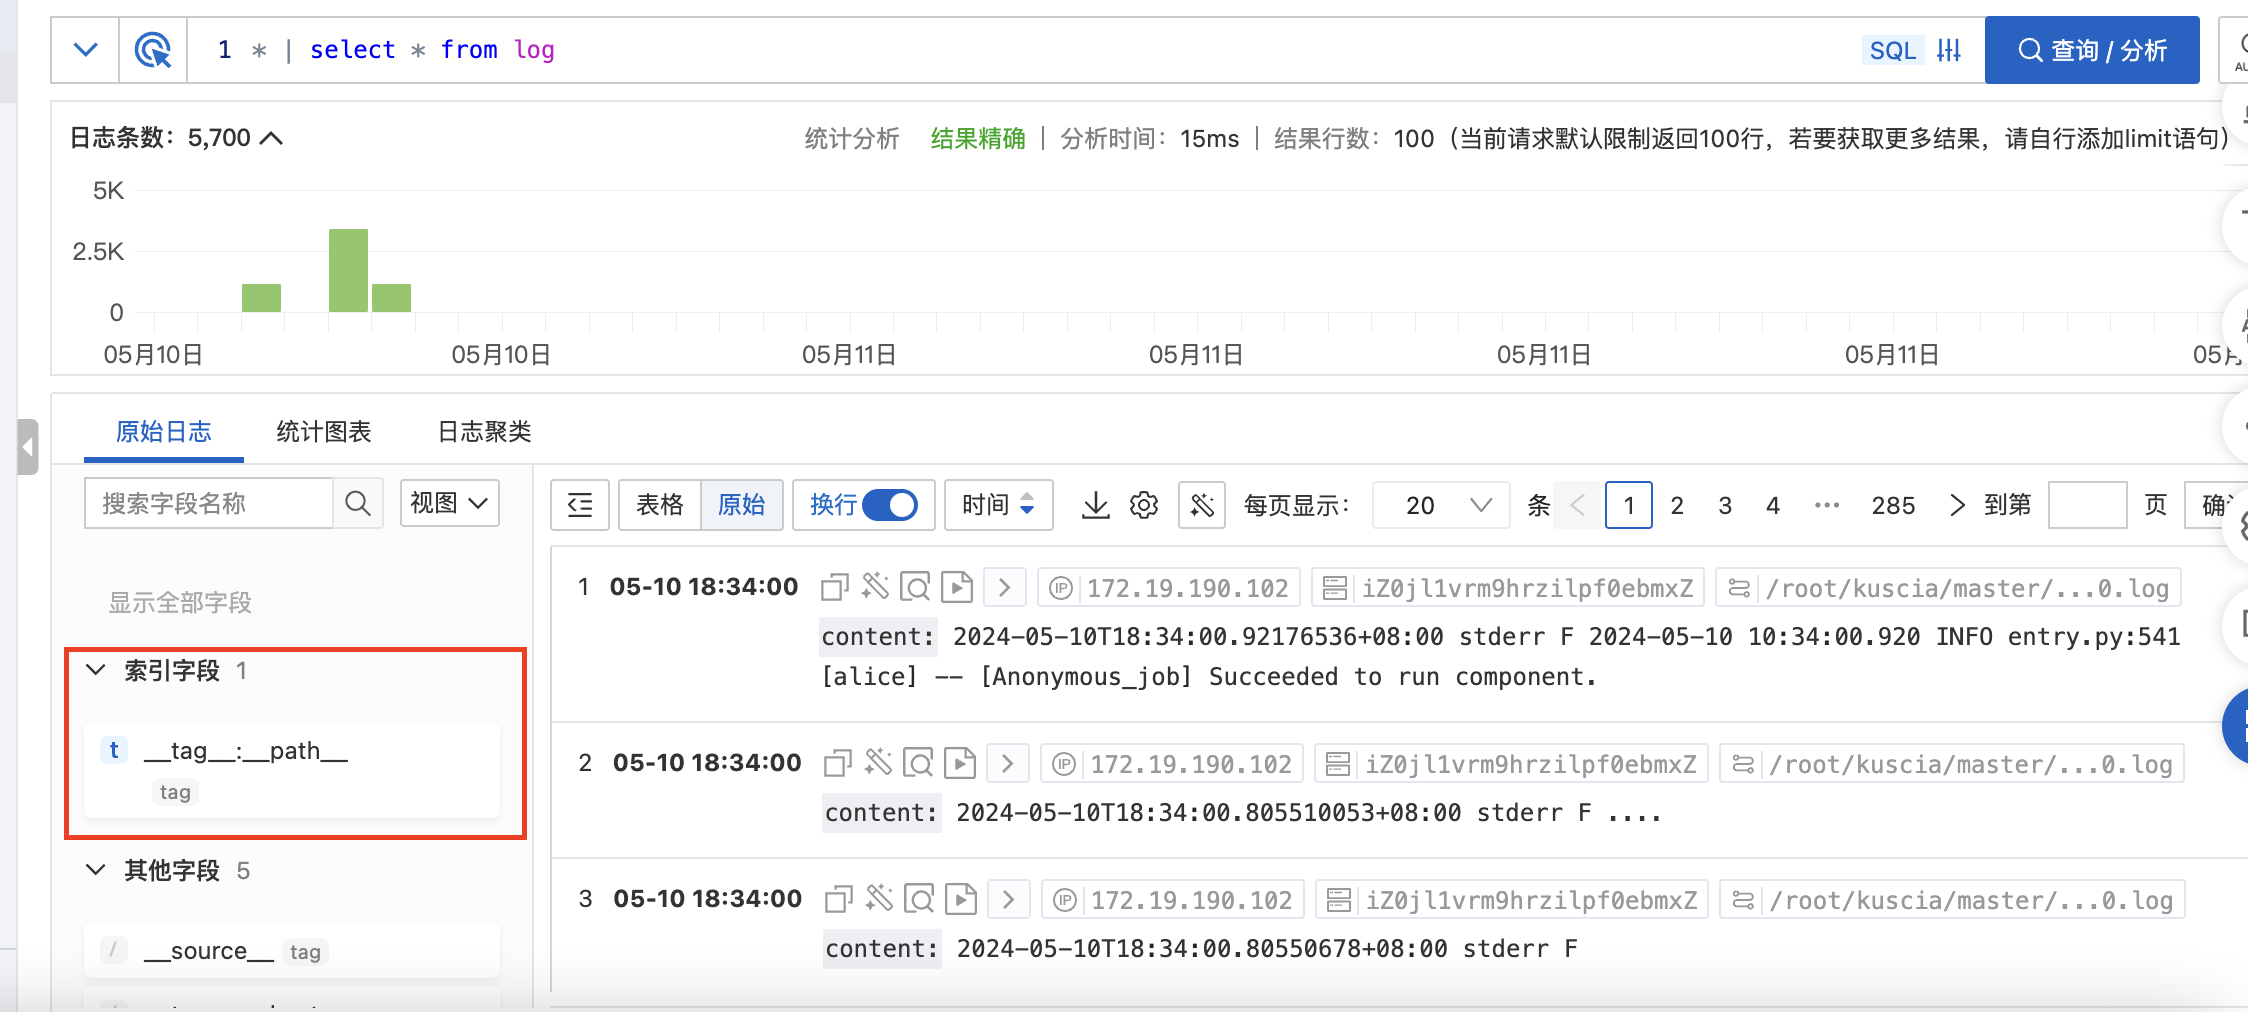 1 * | select * from log
SQL
查询 / 分析
日志条数：5,700
统计分析 结果精确 | 分析时间：15ms | 结果行数：100（当前请求默认限制返回100行，若要获取更多结果，请自行添加limit语句）
5K
2.5K
0
05月10日 05月10日 05月11日 05月11日 05月11日 05月11日
原始日志 统计图表 日志聚类
搜索字段名称 视图
表格 原始 换行 时间 每页显示： 20 条 1 2 3 4 ··· 285 到第 页
显示全部字段
索引字段 1
t __tag__:__path__
tag
其他字段 5
/ __source__ tag
1 05-10 18:34:00 IP 172.19.190.102 iZ0jl1vrm9hrzilpf0ebmxZ /root/kuscia/master/...0.log
content: 2024-05-10T18:34:00.92176536+08:00 stderr F 2024-05-10 10:34:00.920 INFO entry.py:541
[alice] -- [Anonymous_job] Succeeded to run component.
2 05-10 18:34:00 IP 172.19.190.102 iZ0jl1vrm9hrzilpf0ebmxZ /root/kuscia/master/...0.log
content: 2024-05-10T18:34:00.805510053+08:00 stderr F ....
3 05-10 18:34:00 IP 172.19.190.102 iZ0jl1vrm9hrzilpf0ebmxZ /root/kuscia/master/...0.log
content: 2024-05-10T18:34:00.80550678+08:00 stderr F